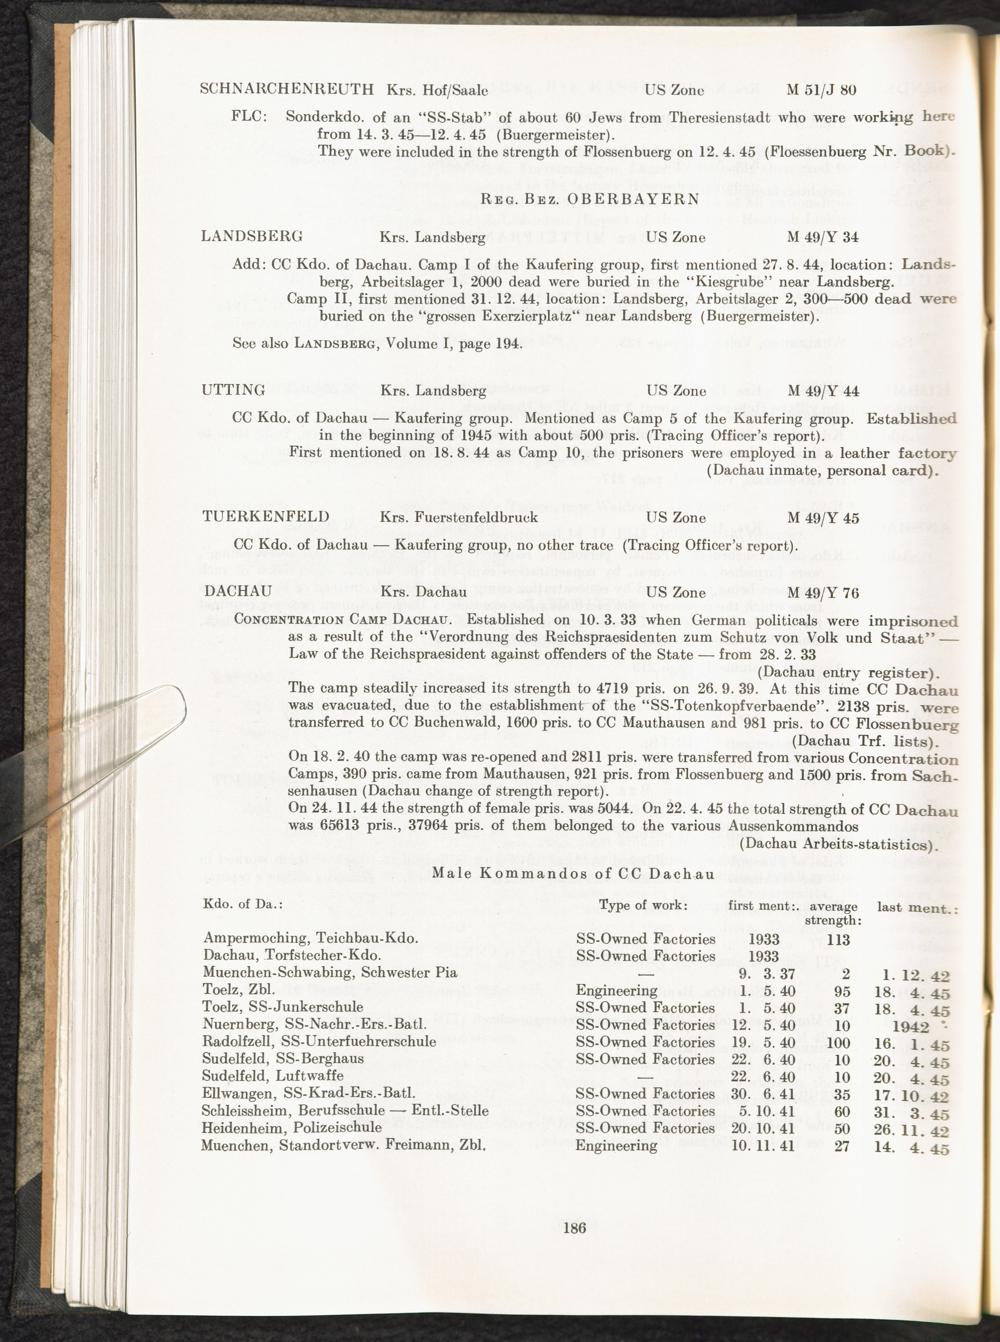 SCHNARCHENREUTH Krs. Hof/Saale US Zone M 51/J 80
FLC: Sonderkdo. of an “SS-Stab” of about 60 Jews from Theresienstadt who were working here
from 14. 3. 45—12. 4. 45 (Buergermeister).
They were included in the strength of Flossenbuerg on 12. 4. 45 (Floessenbuerg Nr. Book).
REG. BEZ. OBERBAYERN
LANDSBERG Krs. Landsberg US Zone M 49/Y 34
Add: CC Kdo. of Dachau. Camp I of the Kaufering group, first mentioned 27. 8. 44, location: Lands-
berg, Arbeitslager 1, 2000 dead were buried in the “Kiesgrube” near Landsberg.
Camp II, first mentioned 31. 12. 44, location: Landsberg, Arbeitslager 2, 300—500 dead were
buried on the “grossen Exerzierplatz“ near Landsberg (Buergermeister).
See also LANDSBERG, Volume I, page 194.
UTTING Krs. Landsberg US Zone M 49/Y 44
CC Kdo. of Dachau — Kaufering group. Mentioned as Camp 5 of the Kaufering group. Established
in the beginning of 1945 with about 500 pris. (Tracing Officer’s report).
First mentioned on 18. 8. 44 as Camp 10, the prisoners were employed in a leather factory
(Dachau inmate, personal card).
TUERKENFELD Krs. Fuerstenfeldbruck US Zone M 49/Y 45
CC Kdo. of Dachau — Kaufering group, no other trace (Tracing Officer’s report).
DACHAU Krs. Dachau US Zone M 49/Y 76
CONCENTRATION CAMP DACHAU. Established on 10. 3. 33 when German politicals were imprisoned
as a result of the “Verordnung des Reichspraesidenten zum Schutz von Volk und Staat” —
Law of the Reichspraesident against offenders of the State — from 28. 2. 33
(Dachau entry register).
The camp steadily increased its strength to 4719 pris. on 26. 9. 39. At this time CC Dachau
was evacuated, due to the establishment of the “SS-Totenkopfverbaende”. 2138 pris. were
transferred to CC Buchenwald, 1600 pris. to CC Mauthausen and 981 pris. to CC Flossenbuerg
(Dachau Trf. lists).
On 18. 2. 40 the camp was re-opened and 2811 pris. were transferred from various Concentration
Camps, 390 pris. came from Mauthausen, 921 pris. from Flossenbuerg and 1500 pris. from Sach-
senhausen (Dachau change of strength report).
On 24. 11. 44 the strength of female pris. was 5044. On 22. 4. 45 the total strength of CC Dachau
was 65613 pris., 37964 pris. of them belonged to the various Aussenkommandos
(Dachau Arbeits-statistics).
Male Kommandos of CC Dachau
Kdo. of Da.: Type of work: first ment:. average last ment.:
strength:
Ampermoching, Teichbau-Kdo. SS-Owned Factories 1933 113
Dachau, Torfstecher-Kdo. SS-Owned Factories 1933
Muenchen-Schwabing, Schwester Pia — 9. 3. 37 2 1. 12. 42
Toelz, Zbl. Engineering 1. 5. 40 95 18. 4. 45
Toelz, SS-Junkerschule SS-Owned Factories 1. 5. 40 37 18. 4. 45
Nuernberg, SS-Nachr.-Ers.-Batl. SS-Owned Factories 12. 5. 40 10 1942
Radolfzell, SS-Unterfuehrerschule SS-Owned Factories 19. 5. 40 100 16. 1. 45
Sudelfeld, SS-Berghaus SS-Owned Factories 22. 6. 40 10 20. 4. 45
Sudelfeld, Luftwaffe — 22. 6. 40 10 20. 4. 45
Ellwangen, SS-Krad-Ers.-Batl. SS-Owned Factories 30. 6. 41 35 17. 10. 42
Schleissheim, Berufsschule — Entl.-Stelle SS-Owned Factories 5. 10. 41 60 31. 3. 45
Heidenheim, Polizeischule SS-Owned Factories 20. 10. 41 50 26. 11. 42
Muenchen, Standortverw. Freimann, Zbl. Engineering 10. 11. 41 27 14. 4. 45
186